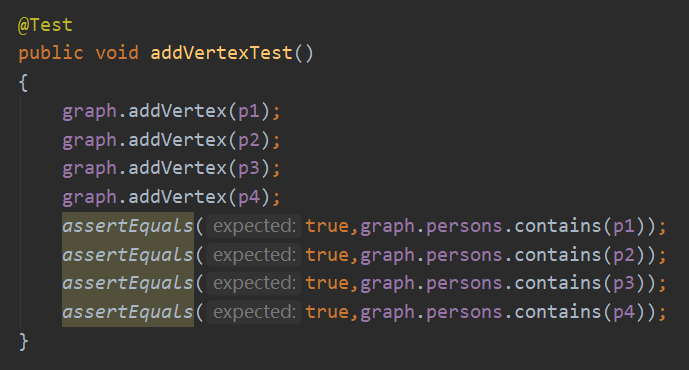 @Test
public void addVertexTest()
{
    graph.addVertex(p1);
    graph.addVertex(p2);
    graph.addVertex(p3);
    graph.addVertex(p4);
    assertEquals( expected: true,graph.persons.contains(p1));
    assertEquals( expected: true,graph.persons.contains(p2));
    assertEquals( expected: true,graph.persons.contains(p3));
    assertEquals( expected: true,graph.persons.contains(p4));
}